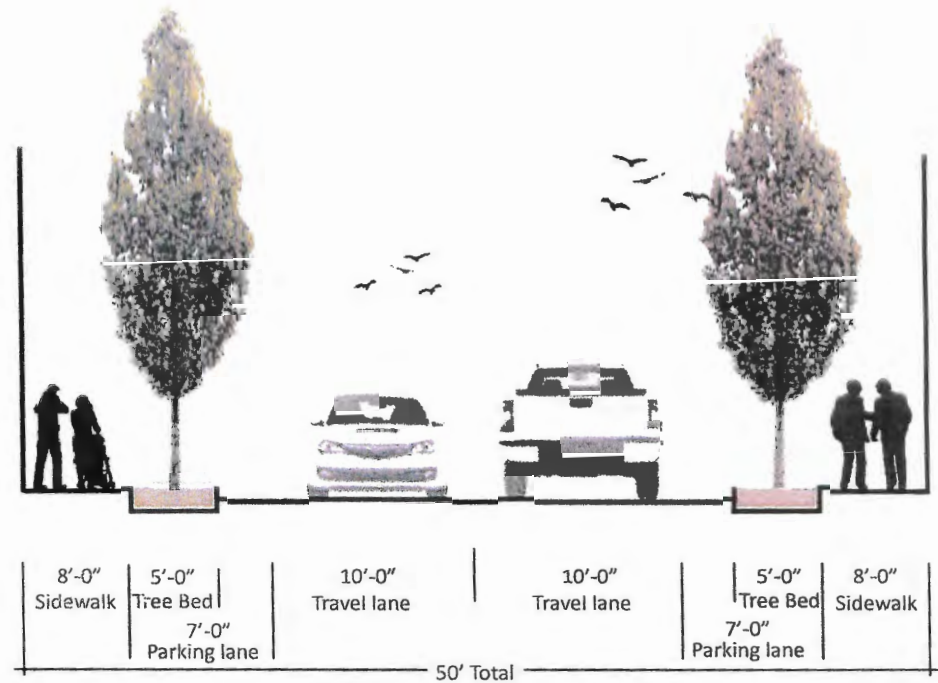 8'-0" 5'-0" 10'-0" 10'-0" 5'-0" 8'-0"
Sidewalk Tree Bed Travel lane Travel lane Tree Bed Sidewalk
7'-0" 7'-0"
Parking lane Parking lane
50' Total